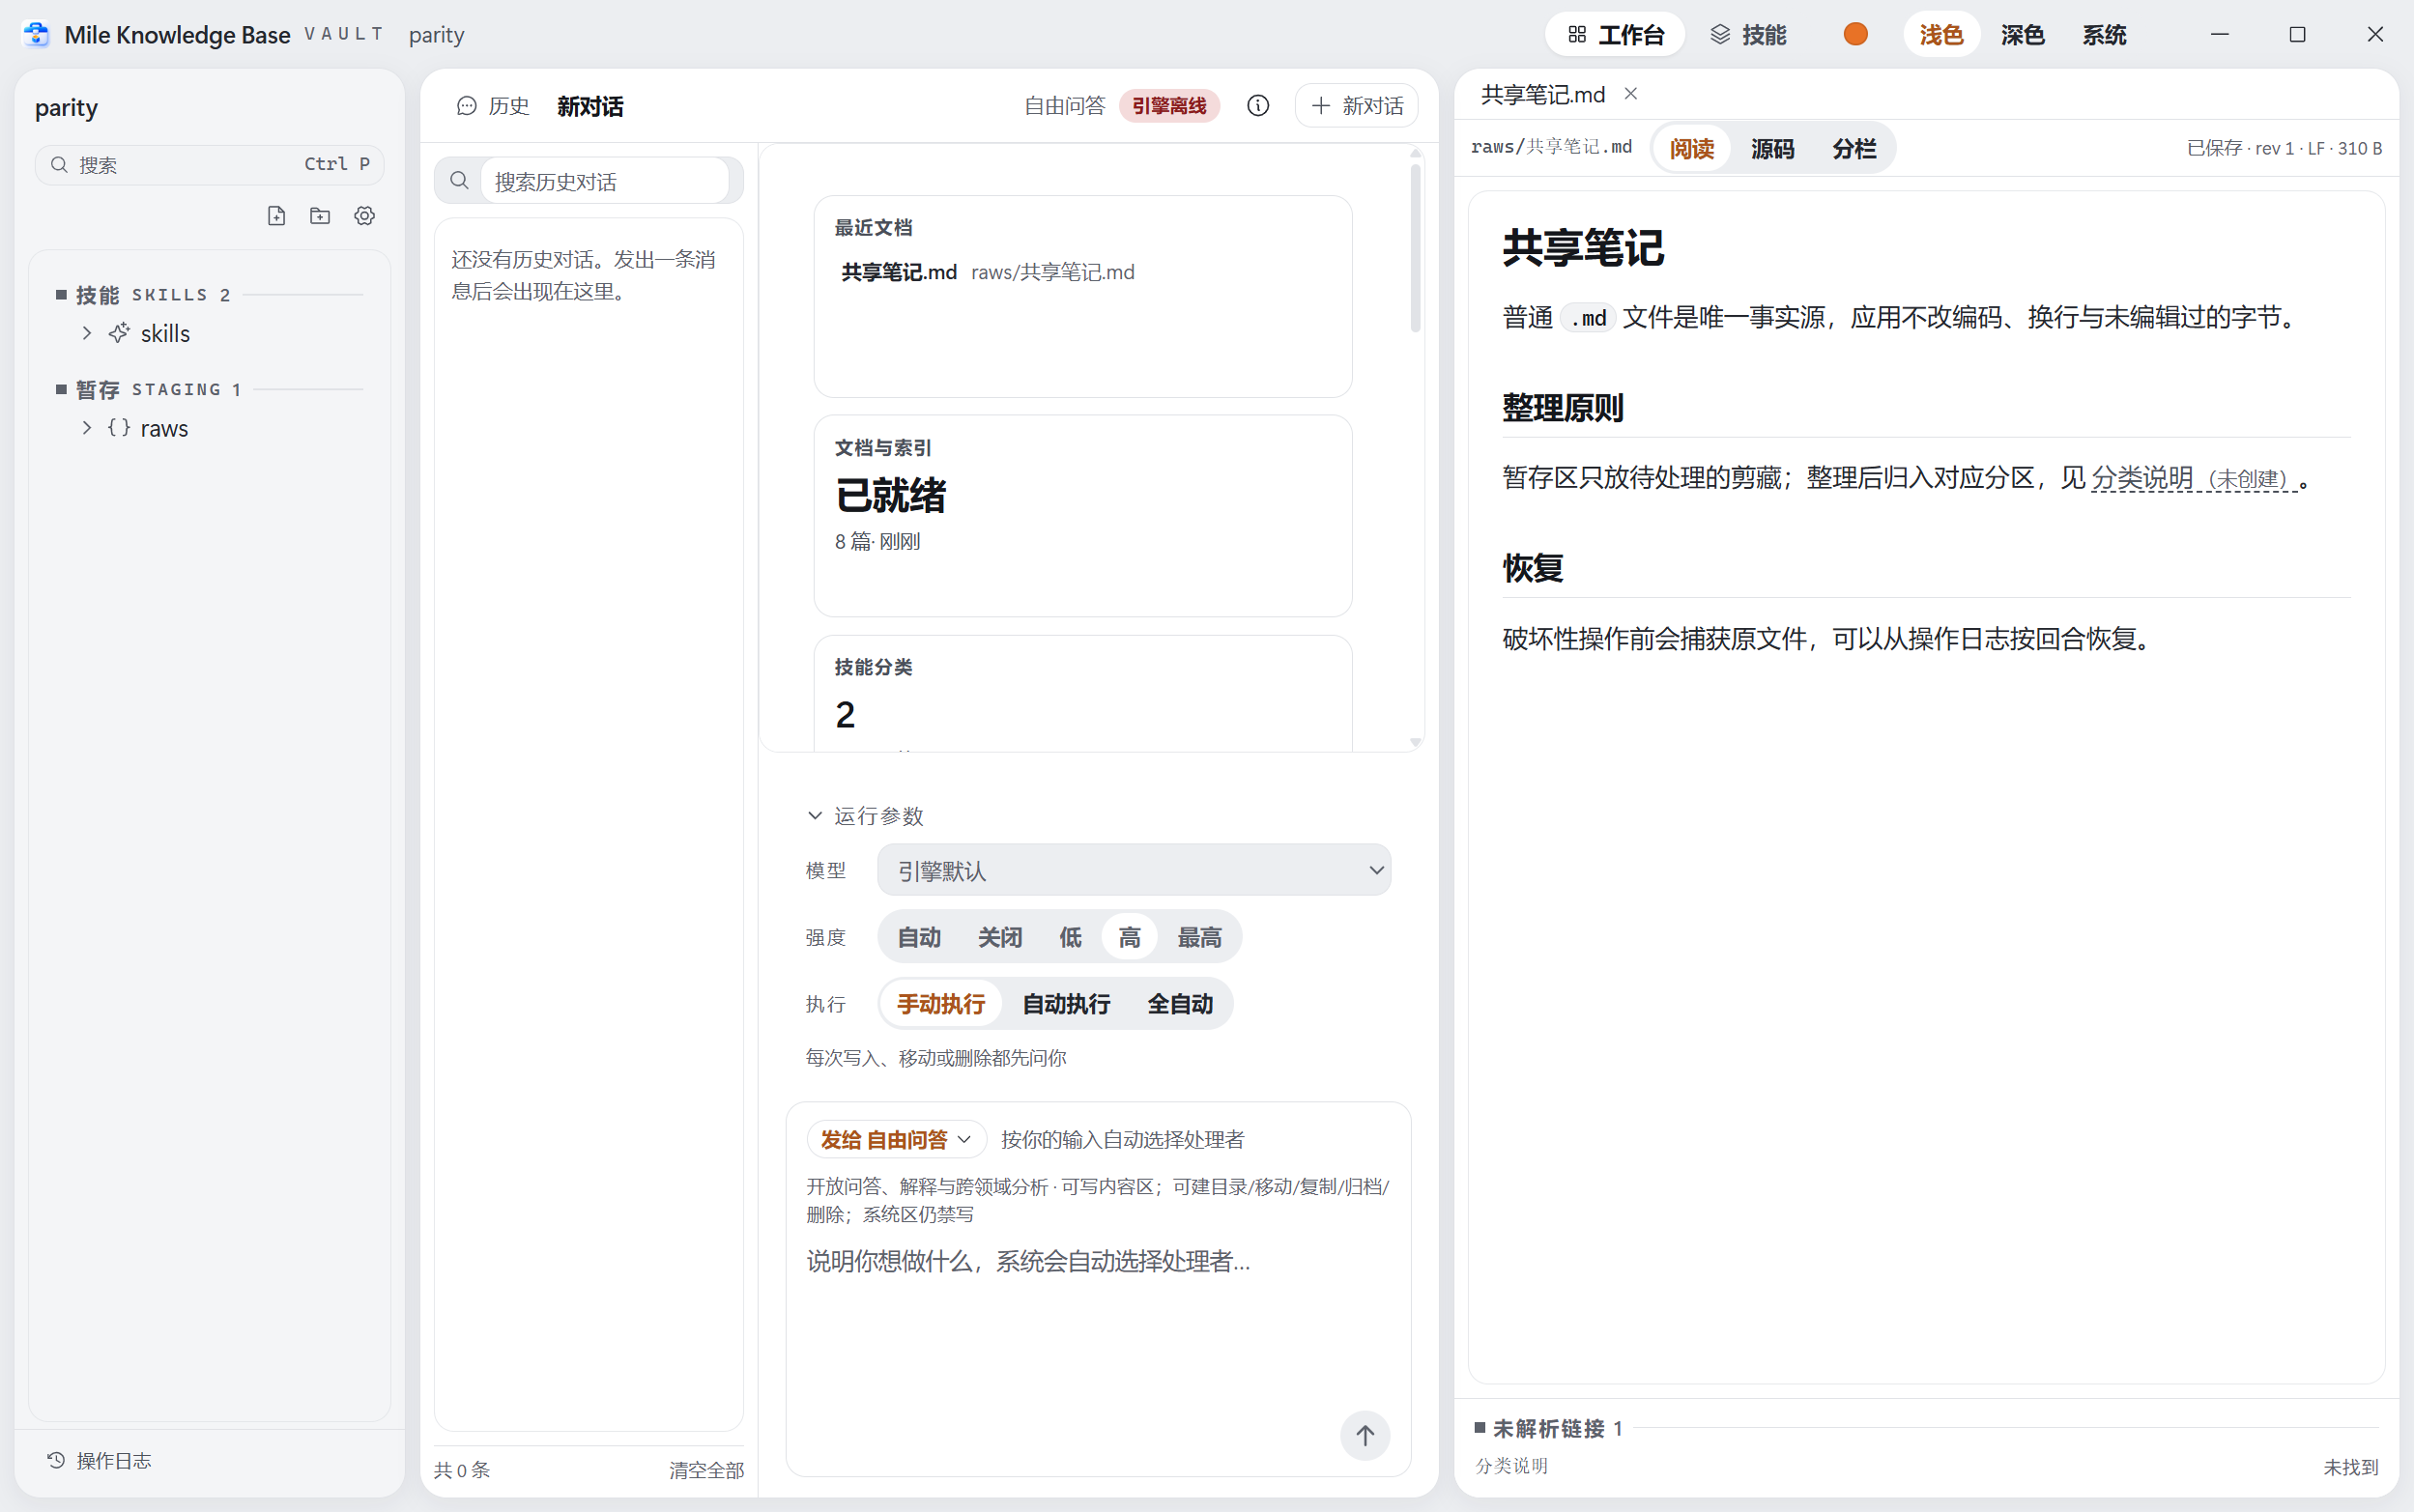 Mile Knowledge Base VAULT parity
工作台 技能 浅色 深色 系统
parity
搜索 Ctrl P
技能 SKILLS 2
skills
暂存 STAGING 1
raws
操作日志
历史 新对话
自由问答 引擎离线 新对话
搜索历史对话
还没有历史对话。发出一条消
息后会出现在这里。
共 0 条 清空全部
最近文档
共享笔记.md raws/共享笔记.md
文档与索引
已就绪
8 篇· 刚刚
技能分类
2
运行参数
模型 引擎默认
强度 自动 关闭 低 高 最高
执行 手动执行 自动执行 全自动
每次写入、移动或删除都先问你
发给 自由问答 按你的输入自动选择处理者
开放问答、解释与跨领域分析 · 可写内容区；可建目录/移动/复制/归档/
删除；系统区仍禁写
说明你想做什么，系统会自动选择处理者...
共享笔记.md
raws/共享笔记.md 阅读 源码 分栏 已保存 · rev 1 · LF · 310 B
共享笔记
普通 .md 文件是唯一事实源，应用不改编码、换行与未编辑过的字节。
整理原则
暂存区只放待处理的剪藏；整理后归入对应分区，见 分类说明（未创建）。
恢复
破坏性操作前会捕获原文件，可以从操作日志按回合恢复。
未解析链接 1
分类说明 未找到